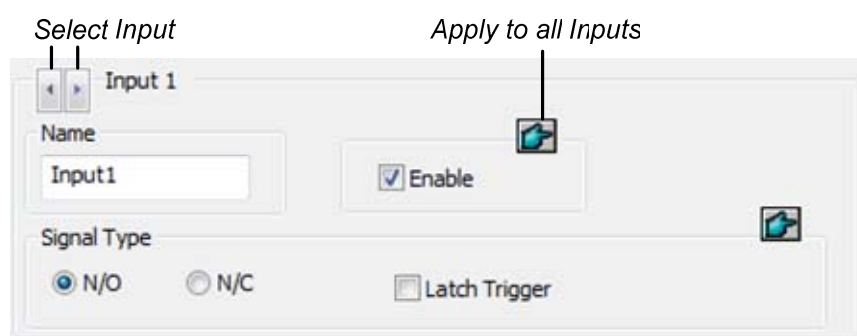 Select Input
Apply to all Inputs
Input 1
Name
Input1
Enable
Signal Type
N/O
N/C
Latch Trigger